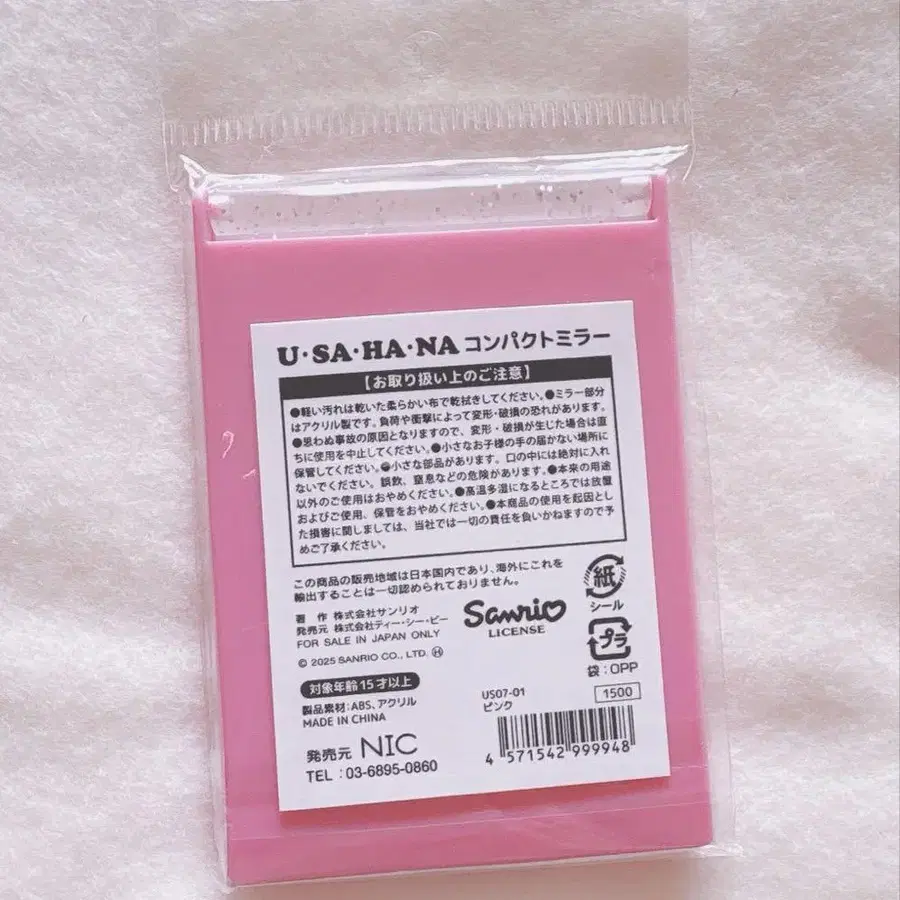 U・SA・HA・NA コンパクトミラー
【お取り扱い上のご注意】
●軽い汚れは乾いた柔らかい布で乾拭きしてください。●ミラー部分
はアクリル製です。負荷や衝撃によって変形・破損の恐れがあります。
●思わぬ事故の原因となりますので、変形・破損が生じた場合は直
ちに使用を中止してください。●小さなお子様の手の届かない場所に
保管してください。●小さな部品があります。口の中には絶対に入れ
ないでください。誤飲、窒息などの危険があります。●本来の用途
以外のご使用はおやめください。●高温多湿になるところでは放置
およびご使用、保管をおやめください。●本商品の使用を起因とし
た損害に関しましては、当社では一切の責任を負いかねますので予
めご了承ください。
この商品の販売地域は日本国内であり、海外にこれを
輸出することは一切認められておりません。
著 作 株式会社サンリオ
発売元 株式会社ティー・シー・ピー
FOR SALE IN JAPAN ONLY
© 2025 SANRIO CO., LTD. Ⓗ
Sanrio
LICENSE
紙
シール
プラ
袋:OPP
対象年齢15才以上
製品素材:ABS、アクリル
MADE IN CHINA
発売元 NIC
TEL:03-6895-0860
US07-01
ピンク
1500
4 571542 999948